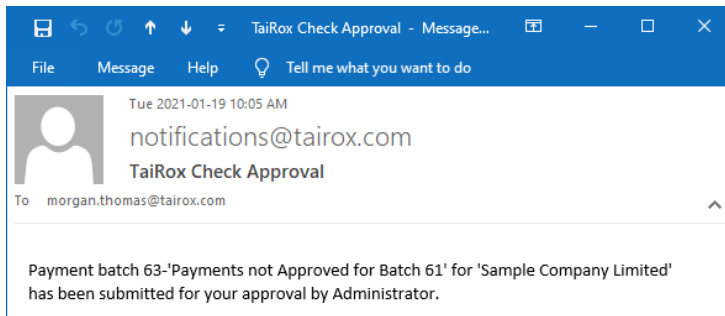 TaiRox Check Approval - Message...
File Message Help Tell me what you want to do
Tue 2021-01-19 10:05 AM
notifications@tairox.com
TaiRox Check Approval
To morgan.thomas@tairox.com
Payment batch 63-'Payments not Approved for Batch 61' for 'Sample Company Limited'
has been submitted for your approval by Administrator.